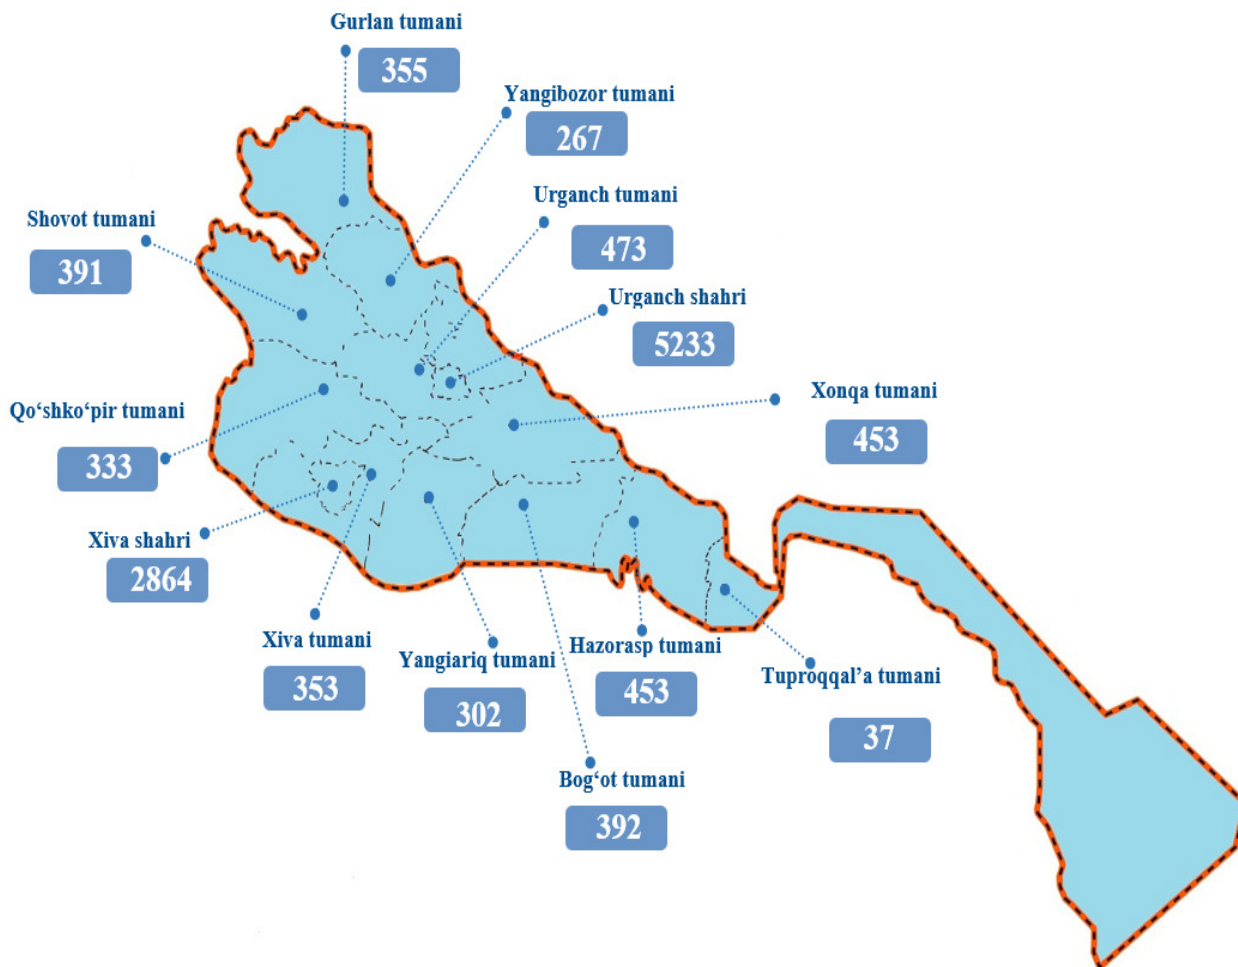 Gurlan tumani
355
Yangibozor tumani
267
Urganch tumani
473
Shovot tumani
391
Urganch shahri
5233
Xonqa tumani
453
Qo‘shko‘pir tumani
333
Xiva shahri
2864
Xiva tumani
353
Yangiariq tumani
302
Hazorasp tumani
453
Tuproqqal’a tumani
37
Bog‘ot tumani
392